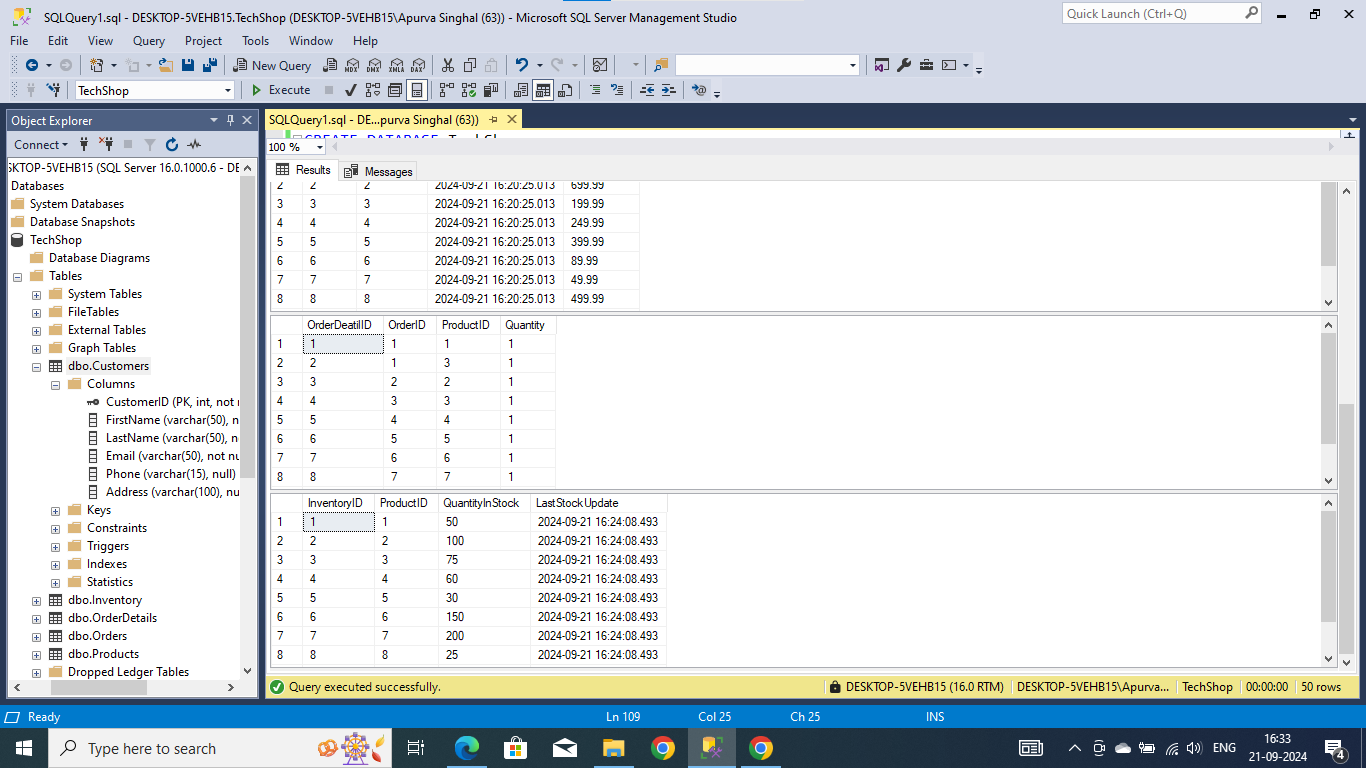 SQLQuery1.sql - DESKTOP-5VEHB15.TechShop (DESKTOP-5VEHB15\Apurva Singhal (63)) - Microsoft SQL Server Management Studio
Quick Launch (Ctrl+Q)
File Edit View Query Project Tools Window Help
New Query MDX DMX XMLA DAX
TechShop Execute
Object Explorer
SQLQuery1.sql - DE...purva Singhal (63))
Connect
100 %
Results Messages
SKTOP-5VEHB15 (SQL Server 16.0.1000.6 - DE
Databases
System Databases
Database Snapshots
TechShop
Database Diagrams
Tables
System Tables
FileTables
External Tables
Graph Tables
dbo.Customers
Columns
CustomerID (PK, int, not
FirstName (varchar(50), n
LastName (varchar(50), n
Email (varchar(50), not nu
Phone (varchar(15), null)
Address (varchar(100), nu
Keys
Constraints
Triggers
Indexes
Statistics
dbo.Inventory
dbo.OrderDetails
dbo.Orders
dbo.Products
Dropped Ledger Tables
2 2 2 2024-09-21 16:20:25.013 699.99
3 3 3 2024-09-21 16:20:25.013 199.99
4 4 4 2024-09-21 16:20:25.013 249.99
5 5 5 2024-09-21 16:20:25.013 399.99
6 6 6 2024-09-21 16:20:25.013 89.99
7 7 7 2024-09-21 16:20:25.013 49.99
8 8 8 2024-09-21 16:20:25.013 499.99
OrderDeatilID OrderID ProductID Quantity
1 1 1 1 1
2 2 1 3 1
3 3 2 2 1
4 4 3 3 1
5 5 4 4 1
6 6 5 5 1
7 7 6 6 1
8 8 7 7 1
InventoryID ProductID QuantityInStock LastStockUpdate
1 1 1 50 2024-09-21 16:24:08.493
2 2 2 100 2024-09-21 16:24:08.493
3 3 3 75 2024-09-21 16:24:08.493
4 4 4 60 2024-09-21 16:24:08.493
5 5 5 30 2024-09-21 16:24:08.493
6 6 6 150 2024-09-21 16:24:08.493
7 7 7 200 2024-09-21 16:24:08.493
8 8 8 25 2024-09-21 16:24:08.493
Query executed successfully. DESKTOP-5VEHB15 (16.0 RTM) DESKTOP-5VEHB15\Apurva... TechShop 00:00:00 50 rows
Ready Ln 109 Col 25 Ch 25 INS
Type here to search
ENG 16:33
21-09-2024
4